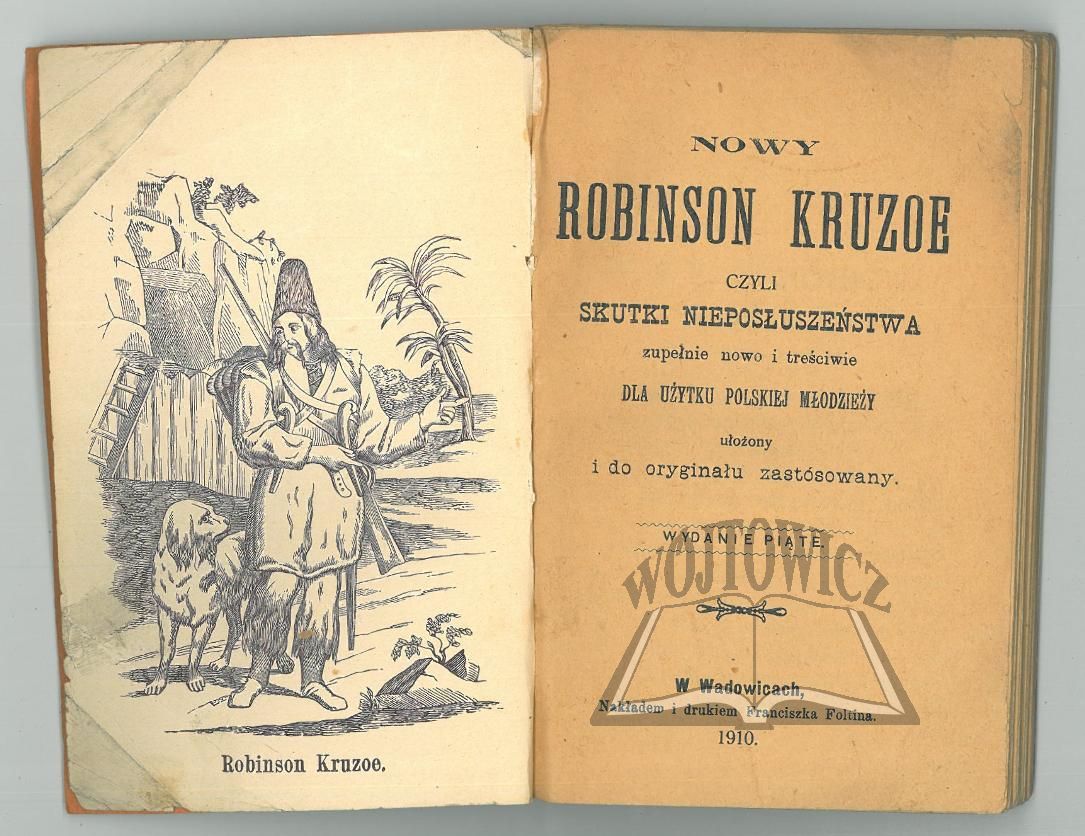 Robinson Kruzoe.
NOWY
ROBINSON KRUZOE
CZYLI
SKUTKI NIEPOSŁUSZEŃSTWA
zupełnie nowo i treściwie
DLA UŻYTKU POLSKIEJ MŁODZIEŻY
ułożony
i do oryginału zastósowany.
WYDANIE PIĄTE.
WÓJTOWICZ
W Wadowicach,
Nakładem i drukiem Franciszka Foltina.
1910.